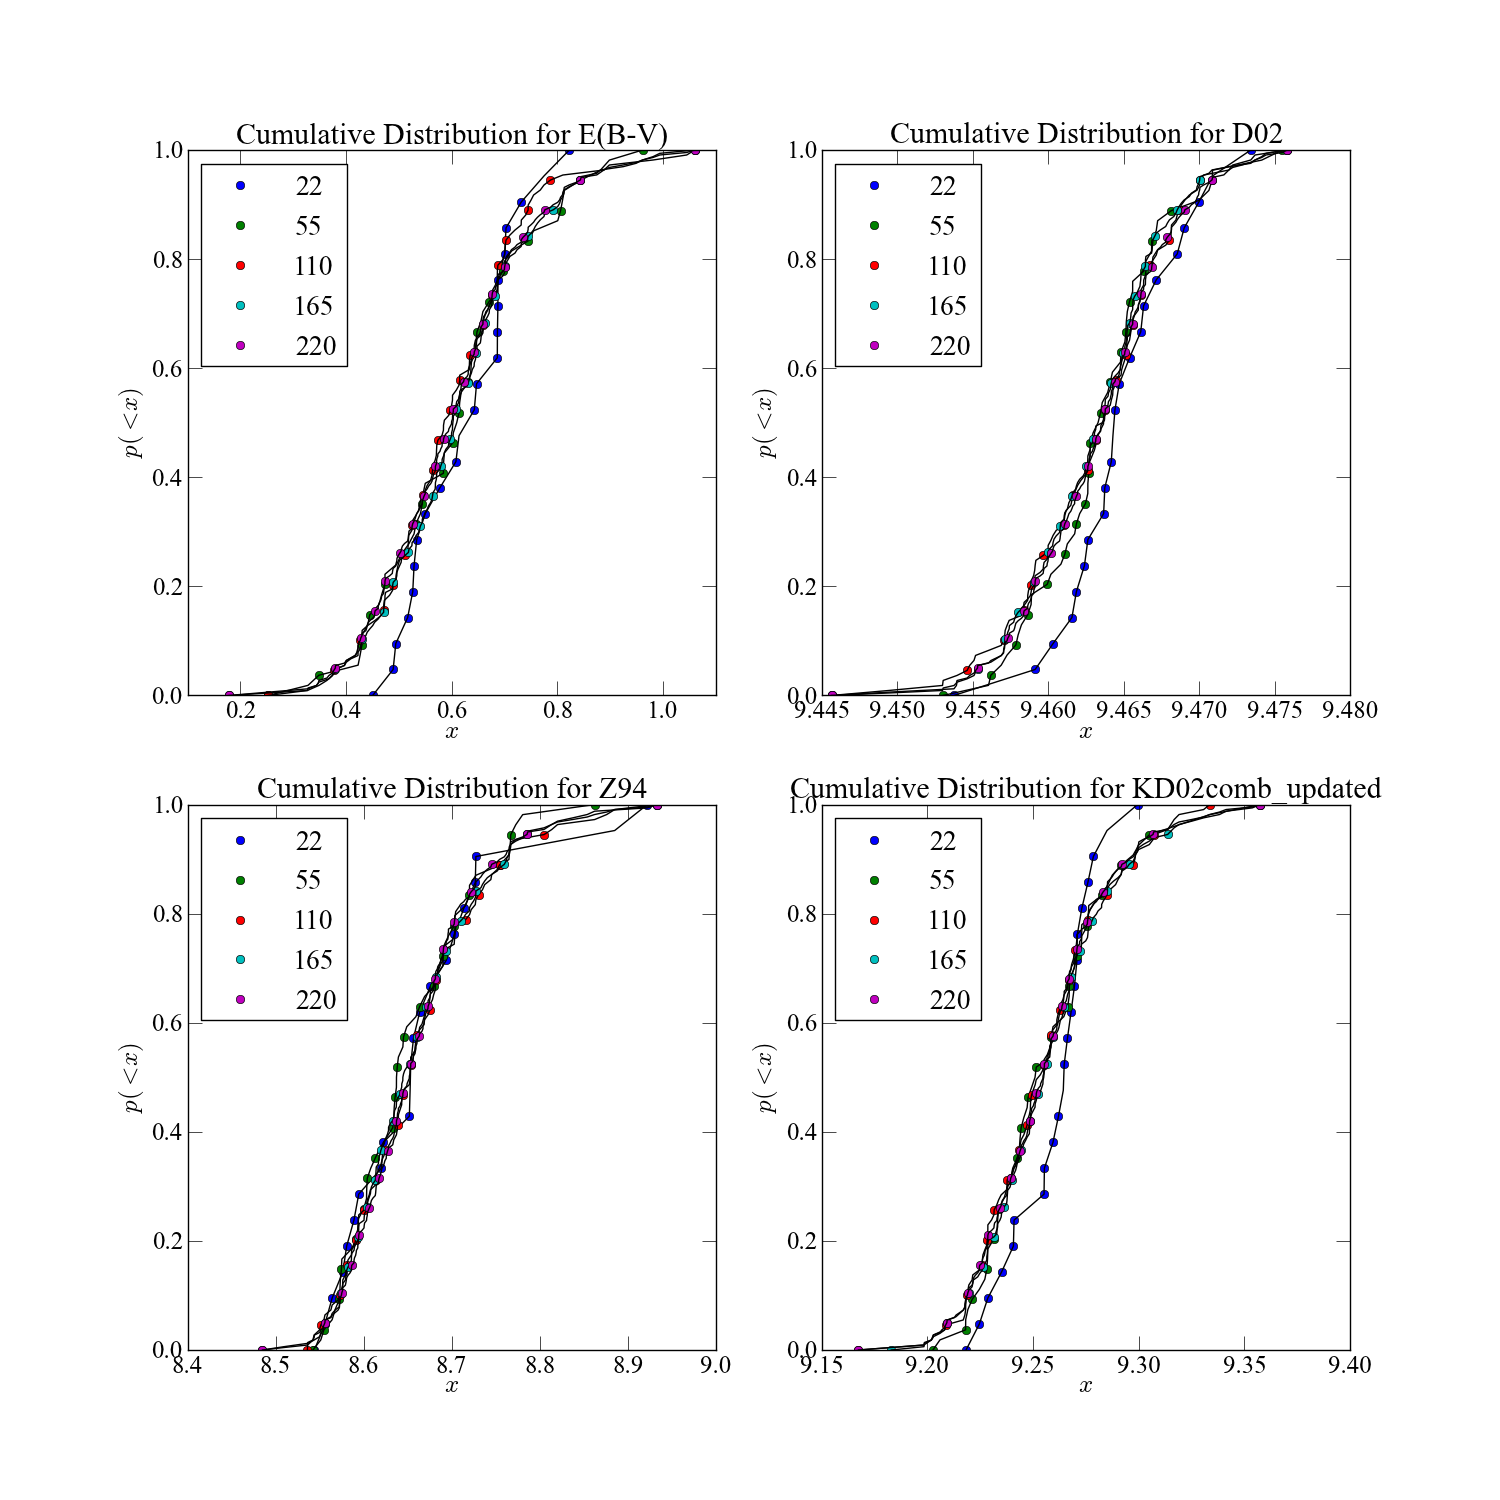 Cumulative Distribution for E(B-V)
1.0
0.8
0.6
0.4
0.2
0.0
p(<x)
22
55
110
165
220
0.2 0.4 0.6 0.8 1.0
x
Cumulative Distribution for D02
1.0
0.8
0.6
0.4
0.2
0.0
p(<x)
22
55
110
165
220
9.445 9.450 9.455 9.460 9.465 9.470 9.475 9.480
x
Cumulative Distribution for Z94
1.0
0.8
0.6
0.4
0.2
0.0
p(<x)
22
55
110
165
220
8.4 8.5 8.6 8.7 8.8 8.9 9.0
x
Cumulative Distribution for KD02comb_updated
1.0
0.8
0.6
0.4
0.2
0.0
p(<x)
22
55
110
165
220
9.15 9.20 9.25 9.30 9.35 9.40
x